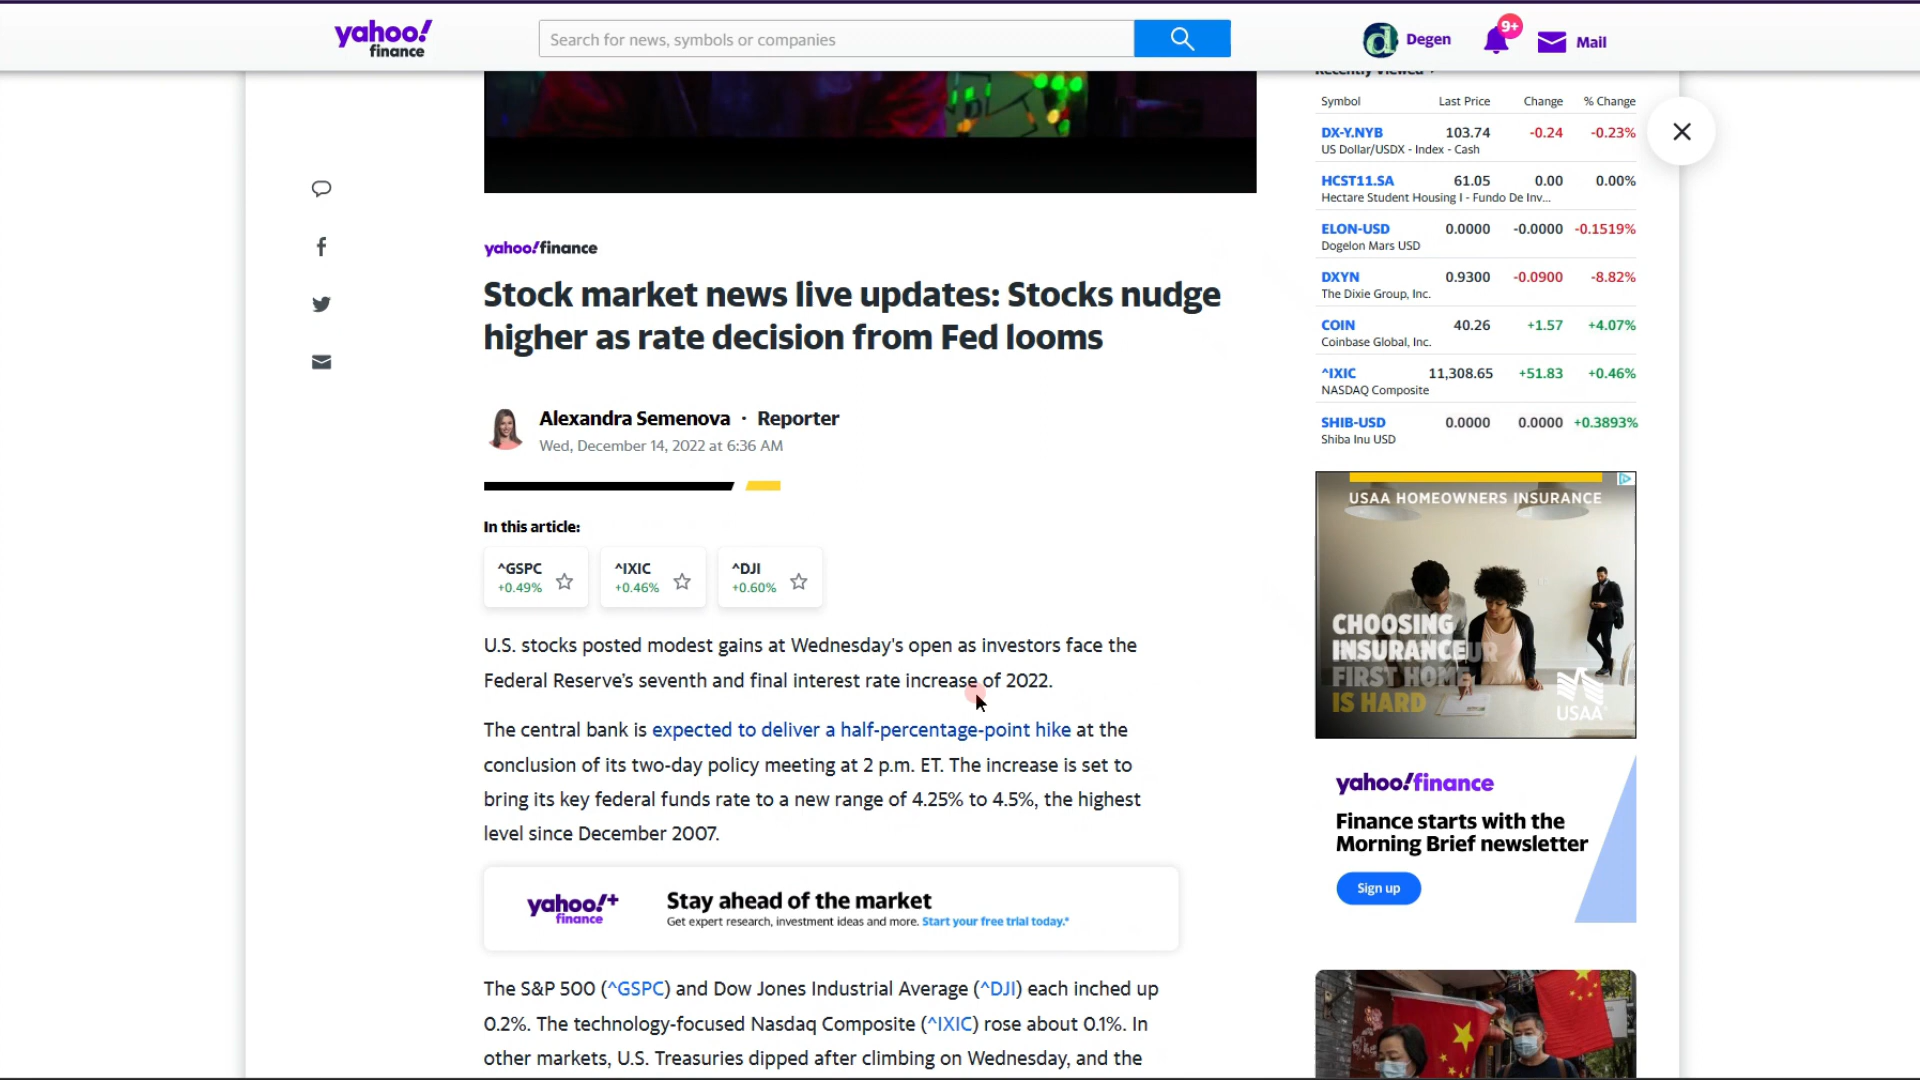 yahoo! finance
Search for news, symbols or companies
Degen
9+
Mail
Recently Viewed
Symbol Last Price Change % Change
DX-Y.NYB 103.74 -0.24 -0.23%
US Dollar/USDX - Index - Cash
HCST11.SA 61.05 0.00 0.00%
Hectare Student Housing I - Fundo De Inv...
ELON-USD 0.0000 -0.0000 -0.1519%
Dogelon Mars USD
DXYN 0.9300 -0.0900 -8.82%
The Dixie Group, Inc.
COIN 40.26 +1.57 +4.07%
Coinbase Global, Inc.
^IXIC 11,308.65 +51.83 +0.46%
NASDAQ Composite
SHIB-USD 0.0000 0.0000 +0.3893%
Shiba Inu USD
yahoo!finance
Stock market news live updates: Stocks nudge
higher as rate decision from Fed looms
Alexandra Semenova · Reporter
Wed, December 14, 2022 at 6:36 AM
In this article:
^GSPC
+0.49%
^IXIC
+0.46%
^DJI
+0.60%
U.S. stocks posted modest gains at Wednesday's open as investors face the
Federal Reserve's seventh and final interest rate increase of 2022.
The central bank is expected to deliver a half-percentage-point hike at the
conclusion of its two-day policy meeting at 2 p.m. ET. The increase is set to
bring its key federal funds rate to a new range of 4.25% to 4.5%, the highest
level since December 2007.
yahoo!+ finance
Stay ahead of the market
Get expert research, investment ideas and more. Start your free trial today.*
The S&P 500 (^GSPC) and Dow Jones Industrial Average (^DJI) each inched up
0.2%. The technology-focused Nasdaq Composite (^IXIC) rose about 0.1%. In
other markets, U.S. Treasuries dipped after climbing on Wednesday, and the
USAA HOMEOWNERS INSURANCE
CHOOSING
INSURANCE
FIRST HOME
IS HARD
USAA
yahoo!finance
Finance starts with the
Morning Brief newsletter
Sign up